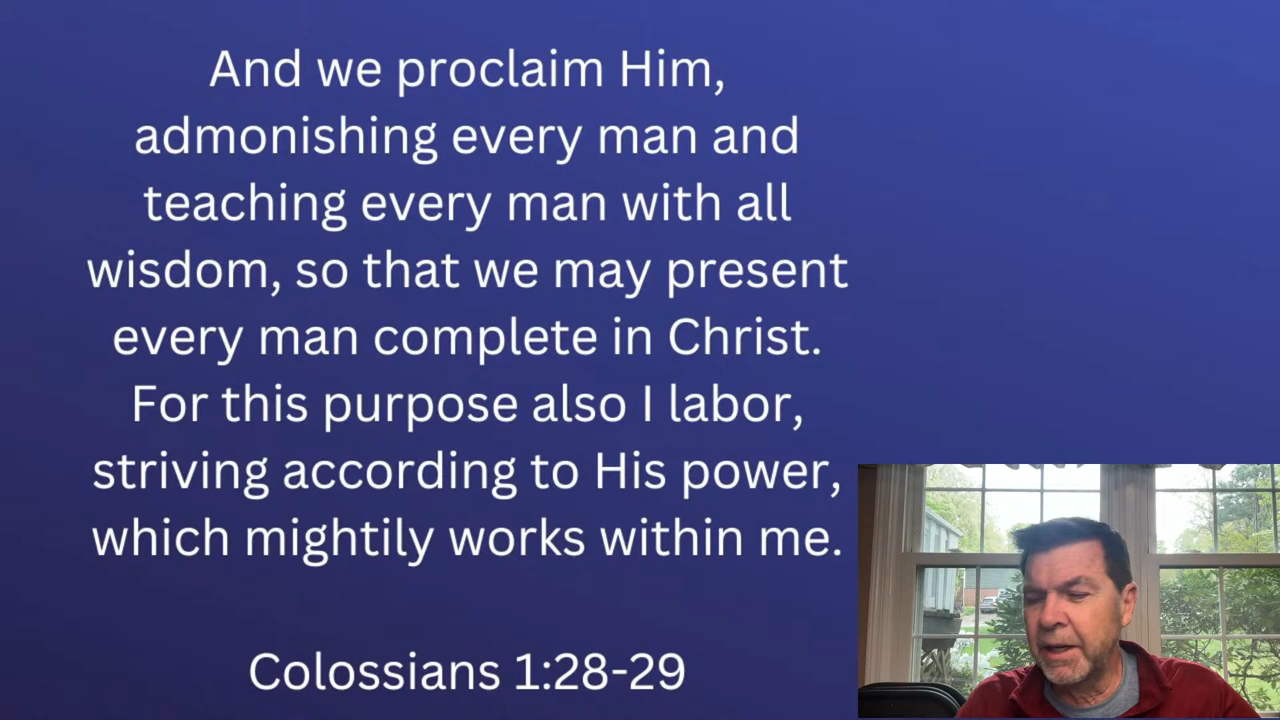 And we proclaim Him,
admonishing every man and
teaching every man with all
wisdom, so that we may present
every man complete in Christ.
For this purpose also I labor,
striving according to His power,
which mightily works within me.
Colossians 1:28-29